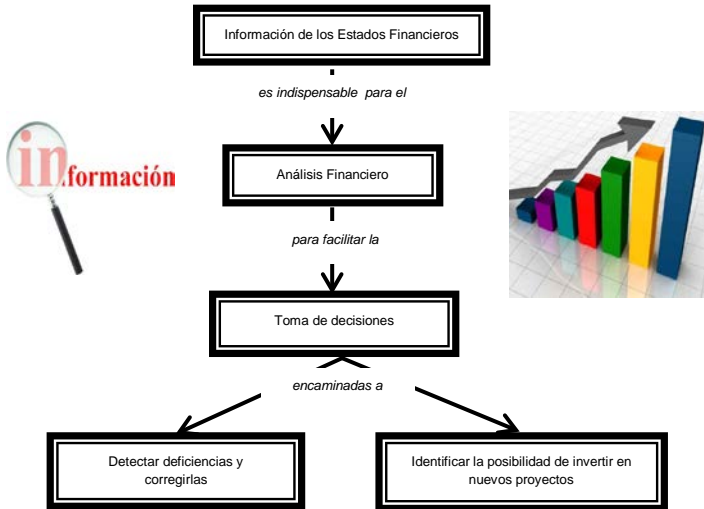 Información de los Estados Financieros
es indispensable para el
información
Análisis Financiero
para facilitar la
Toma de decisiones
encaminadas a
Detectar deficiencias y
corregirlas
Identificar la posibilidad de invertir en
nuevos proyectos